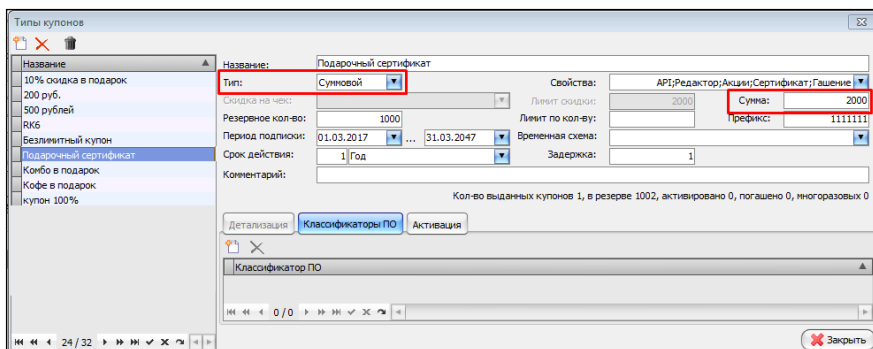 Типы купонов
Название
10% скидка в подарок
200 руб.
500 рублей
RK6
Безлимитный купон
Подарочный сертификат
Комбо в подарок
Кофе в подарок
купон 100%
24 / 32
Название: Подарочный сертификат
Тип: Суммовой Свойства: API;Редактор;Акции;Сертификат;Гашение
Скидка на чек: Лимит скидки: 2000 Сумма: 2000
Резервное кол-во: 1000 Лимит по кол-ву: Префикс: 1111111
Период подписки: 01.03.2017 ... 31.03.2047 Временная схема:
Срок действия: 1 Год Задержка: 1
Комментарий:
Кол-во выданных купонов 1, в резерве 1002, активировано 0, погашено 0, многоразовых 0
Детализация Классификаторы ПО Активация
Классификатор ПО
0 / 0
Закрыть